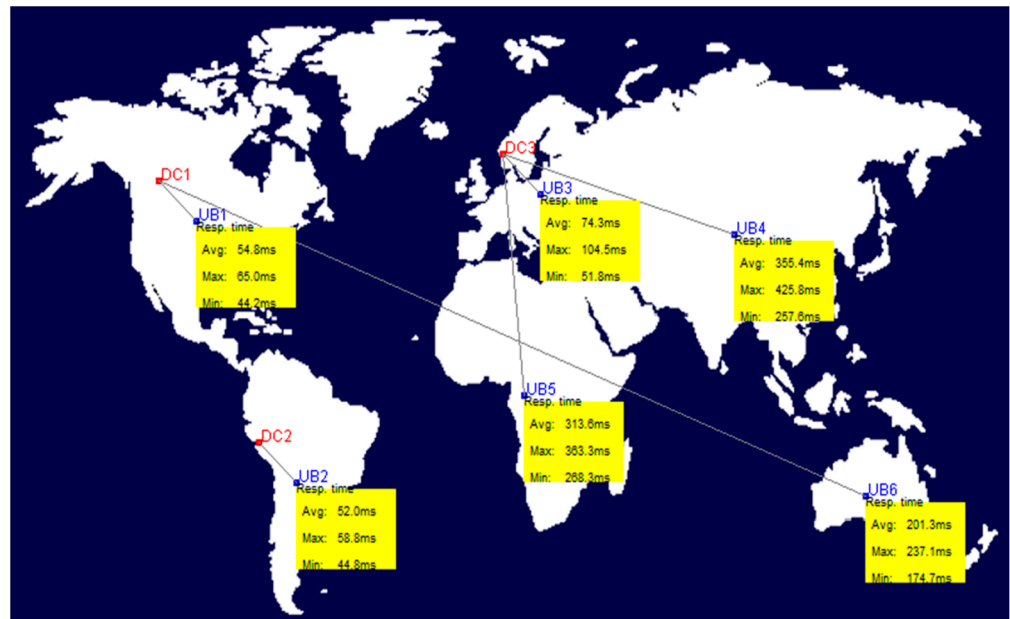 DC3
DC1
UB3
Resp. time
Avg: 74.3ms
Max: 104.5ms
Min: 51.8ms
UB1
Resp. time
Avg: 54.8ms
Max: 65.0ms
Min: 44.2ms
UB4
Resp. time
Avg: 355.4ms
Max: 425.8ms
Min: 257.6ms
UB5
Resp. time
Avg: 313.6ms
Max: 363.3ms
Min: 268.3ms
DC2
UB2
Resp. time
Avg: 52.0ms
Max: 58.8ms
Min: 44.8ms
UB6
Resp. time
Avg: 201.3ms
Max: 237.1ms
Min: 174.7ms